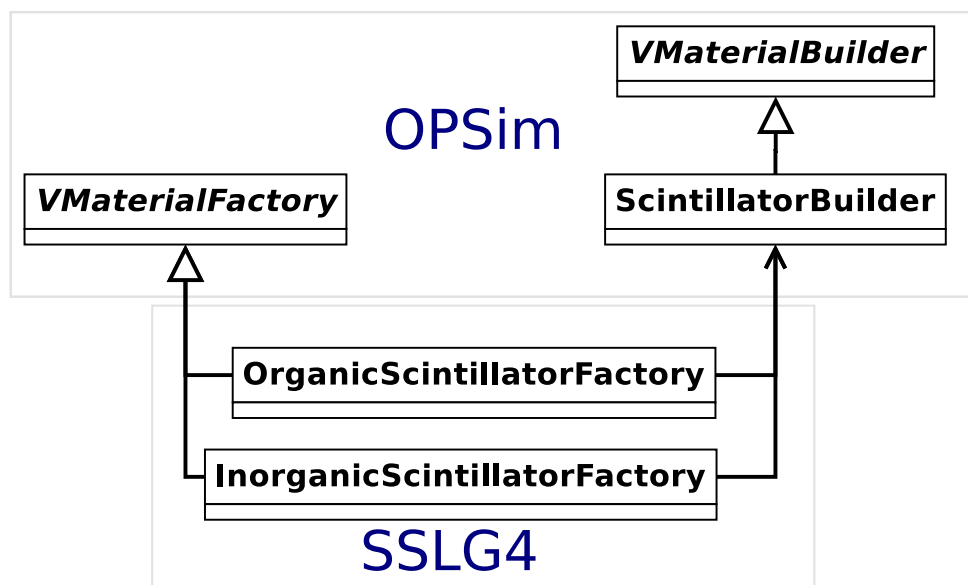 VMaterialBuilder
OPSim
VMaterialFactory
ScintillatorBuilder
OrganicScintillatorFactory
InorganicScintillatorFactory
SSLG4